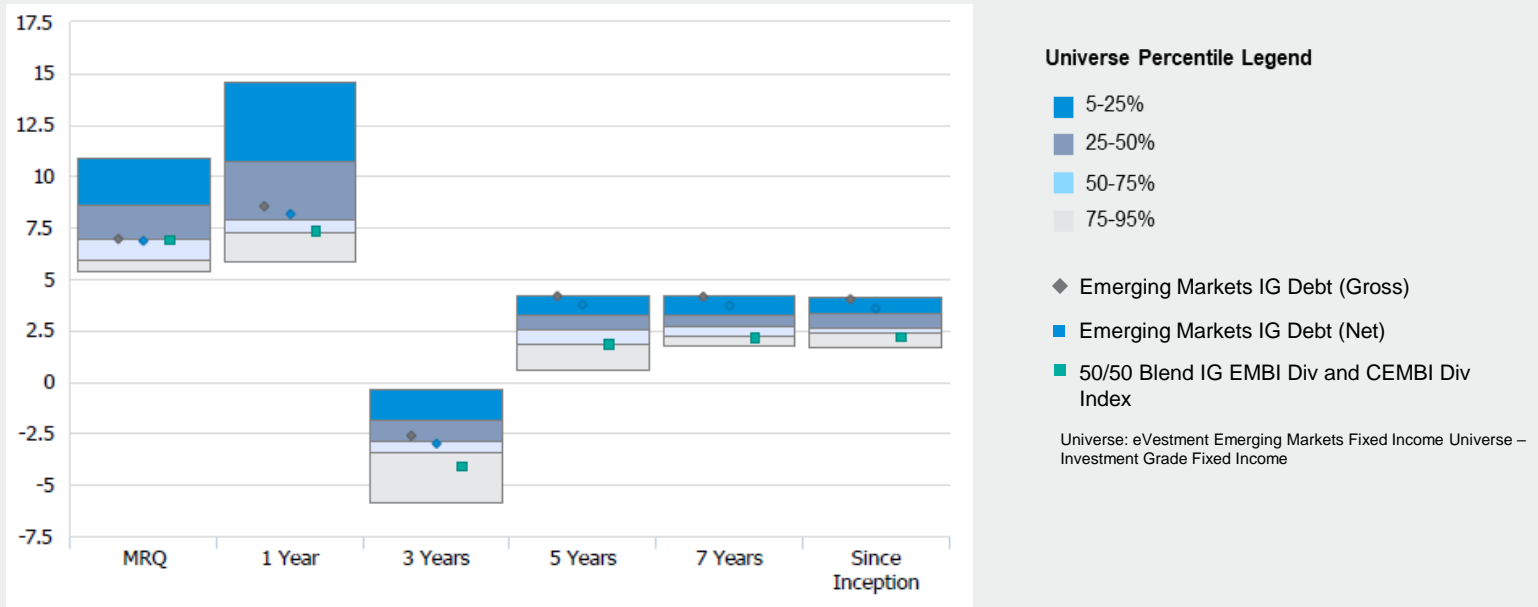 17.5
15
12.5
10
7.5
5
2.5
0
-2.5
-5
-7.5
MRQ
1 Year
3 Years
5 Years
7 Years
Since
Inception
Universe Percentile Legend
5-25%
25-50%
50-75%
75-95%
Emerging Markets IG Debt (Gross)
Emerging Markets IG Debt (Net)
50/50 Blend IG EMBI Div and CEMBI Div
Index
Universe: eVestment Emerging Markets Fixed Income Universe –
Investment Grade Fixed Income